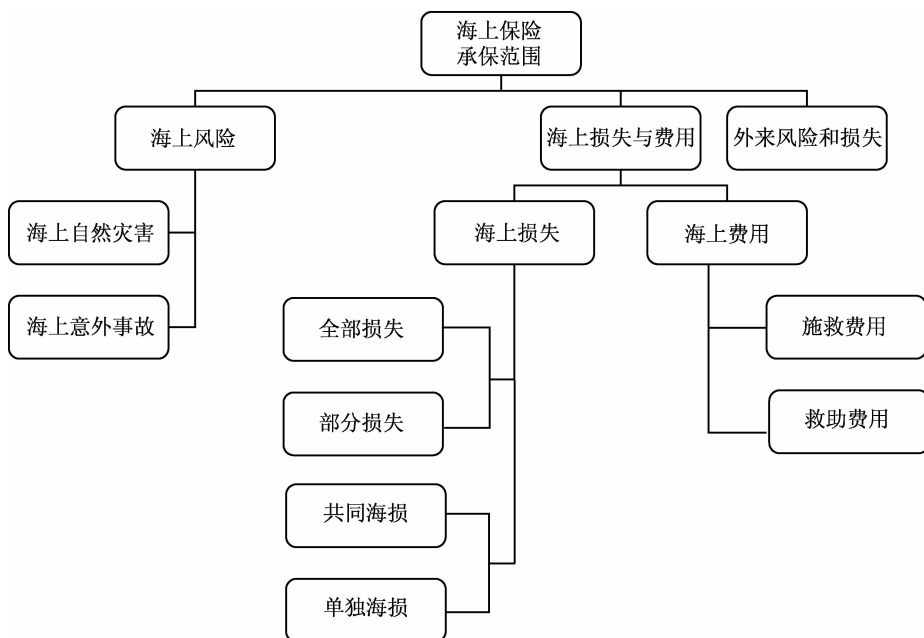 海上保险
承保范围
海上风险
海上损失与费用
外来风险和损失
海上自然灾害
海上损失
海上费用
海上意外事故
全部损失
施救费用
部分损失
救助费用
共同海损
单独海损